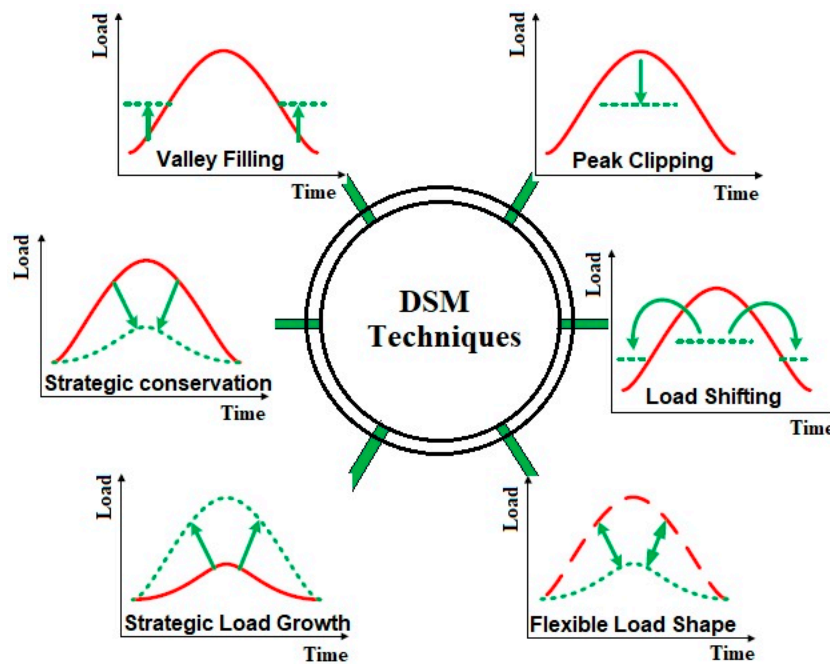 Load
Valley Filling
Time
Load
Peak Clipping
Time
Load
Strategic conservation
Time
DSM
Techniques
Load
Load Shifting
Time
Load
Strategic Load Growth
Time
Load
Flexible Load Shape
Time